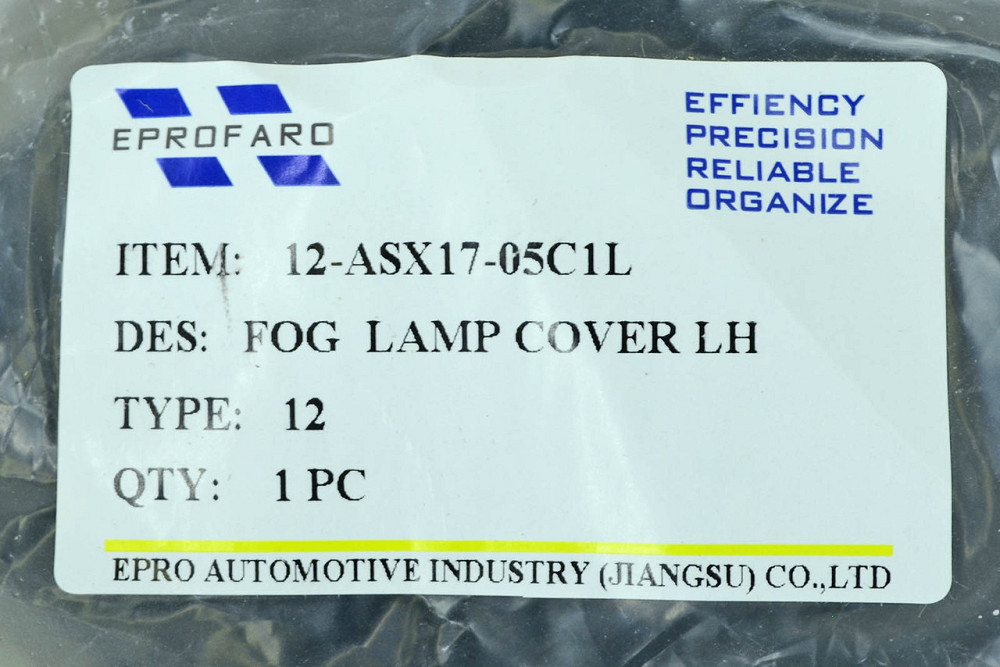 EPROFARO
EFFIENCY
PRECISION
RELIABLE
ORGANIZE
ITEM: 12-ASX17-05C1L
DES: FOG LAMP COVER LH
TYPE: 12
QTY: 1 PC
EPRO AUTOMOTIVE INDUSTRY (JIANGSU) CO.,LTD